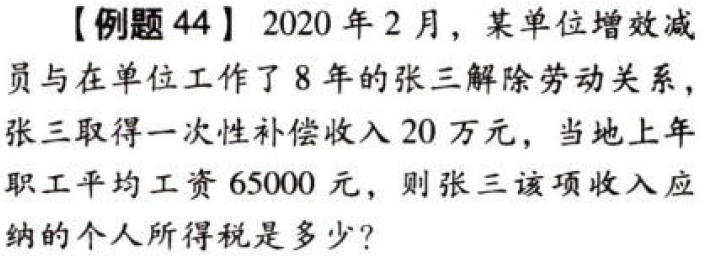 【例题 44】 2020 年 2 月，某单位增效减
员与在单位工作了 8 年的张三解除劳动关系，
张三取得一次性补偿收入 20 万元，当地上年
职工平均工资 65000 元，则张三该项收入应
纳的个人所得税是多少?